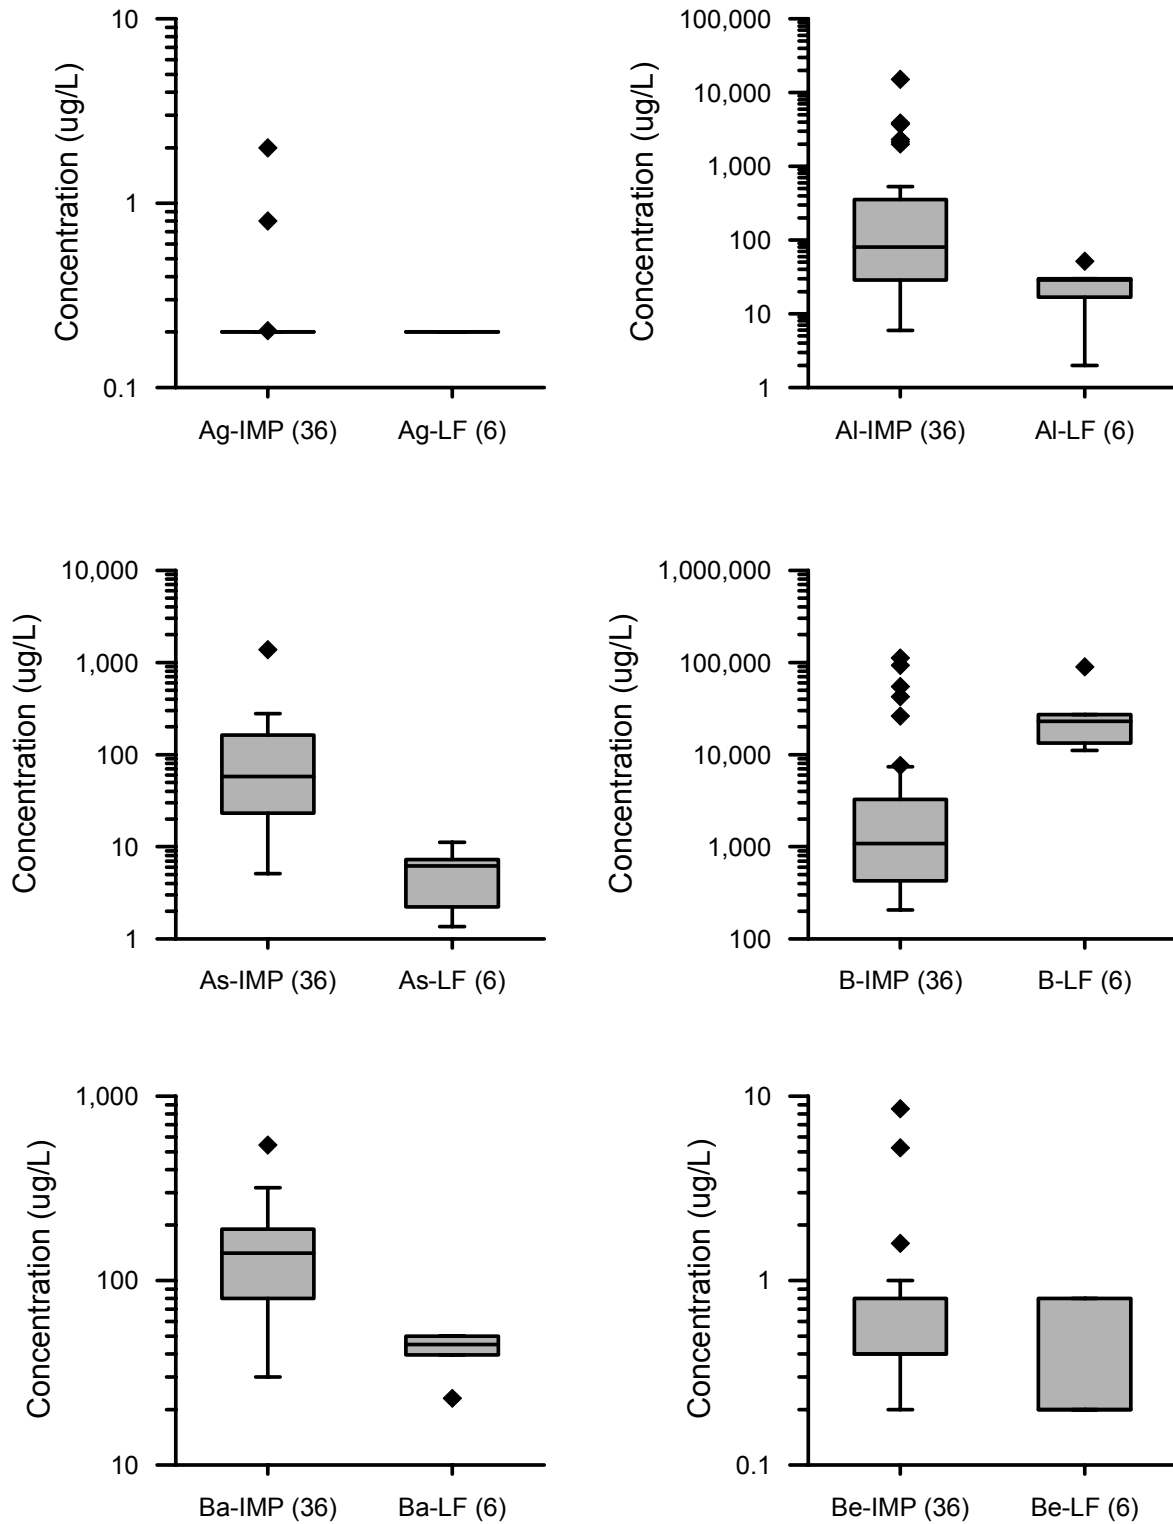 Concentration (ug/L)
10
1
0.1
Ag-IMP (36)
Ag-LF (6)
Concentration (ug/L)
100,000
10,000
1,000
100
10
1
Al-IMP (36)
Al-LF (6)
Concentration (ug/L)
10,000
1,000
100
10
1
As-IMP (36)
As-LF (6)
Concentration (ug/L)
1,000,000
100,000
10,000
1,000
100
B-IMP (36)
B-LF (6)
Concentration (ug/L)
1,000
100
10
Ba-IMP (36)
Ba-LF (6)
Concentration (ug/L)
10
1
0.1
Be-IMP (36)
Be-LF (6)